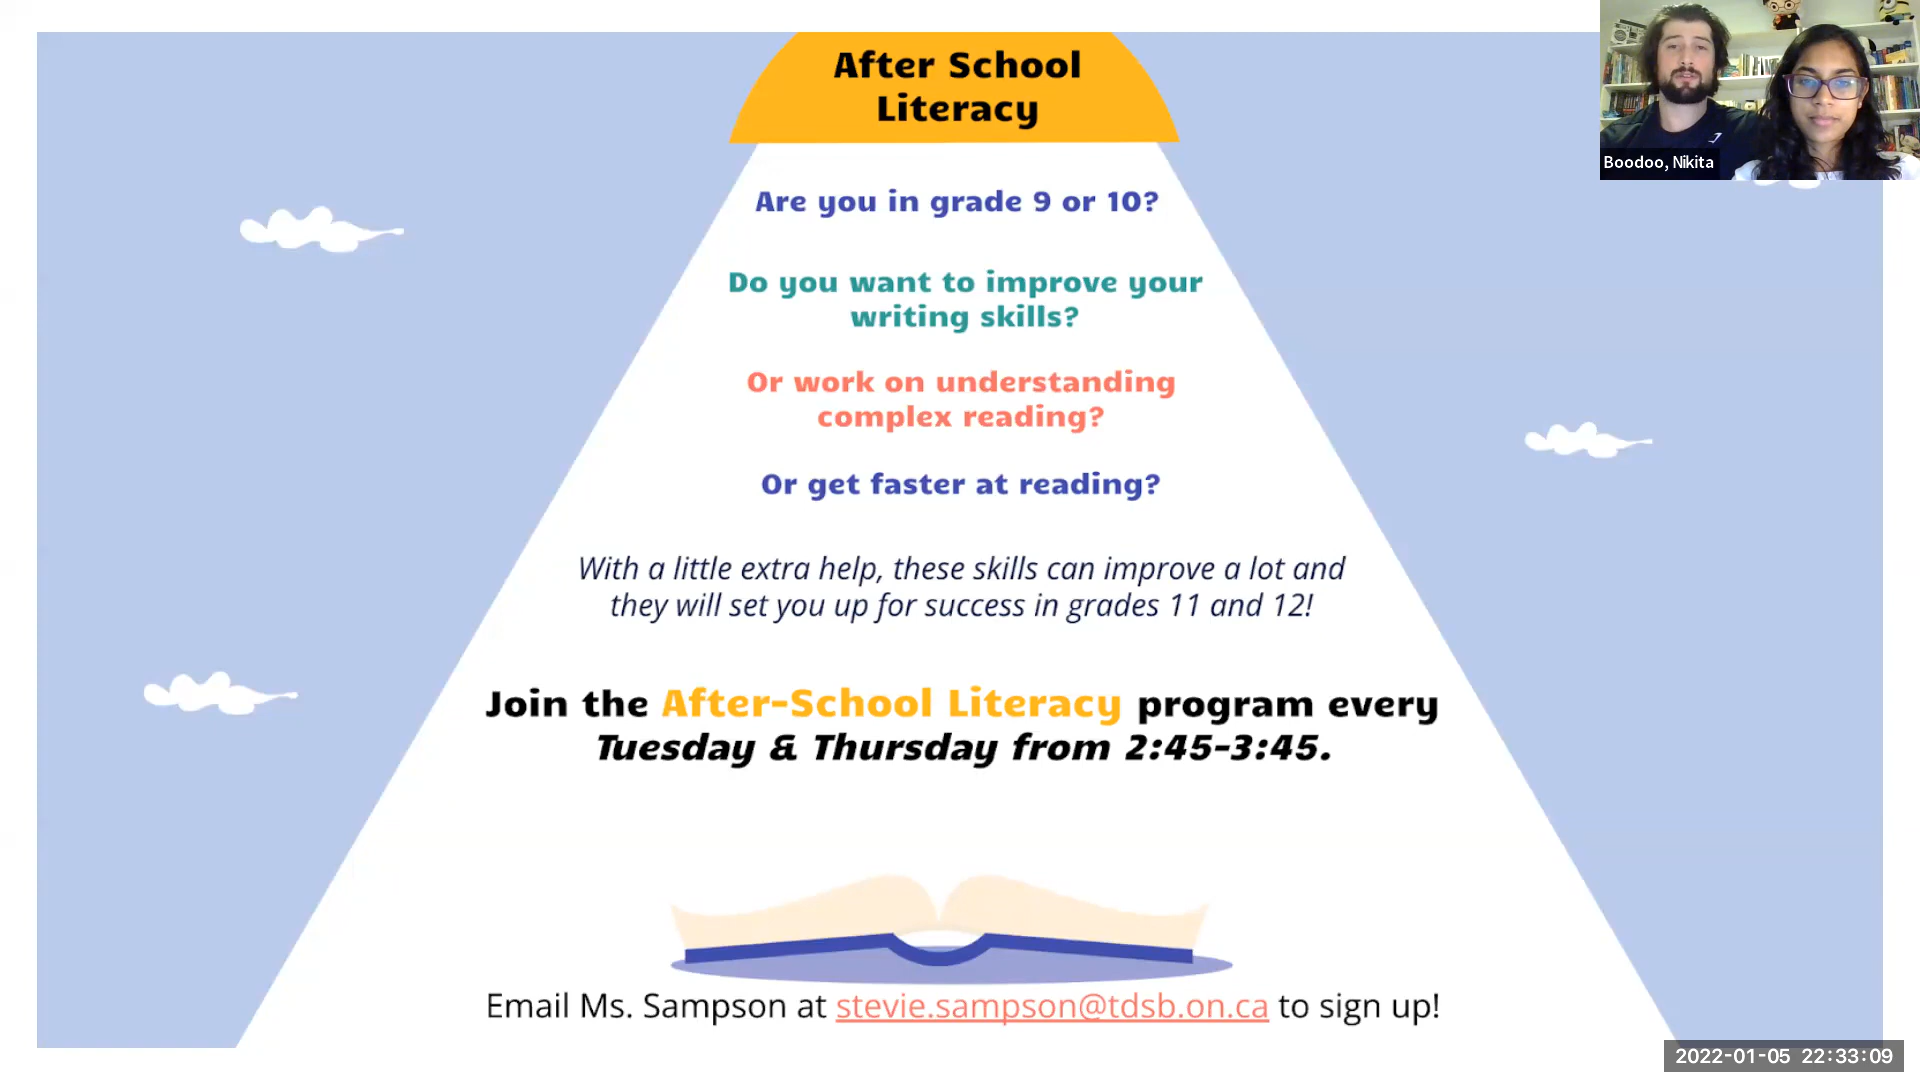 After School
Literacy
Are you in grade 9 or 10?
Do you want to improve your
writing skills?
Or work on understanding
complex reading?
Or get faster at reading?
With a little extra help, these skills can improve a lot and
they will set you up for success in grades 11 and 12!
Join the After-School Literacy program every
Tuesday & Thursday from 2:45-3:45.
Email Ms. Sampson at stevie.sampson@tdsb.on.ca to sign up!
Boodoo, Nikita
2022-01-05 22:33:09